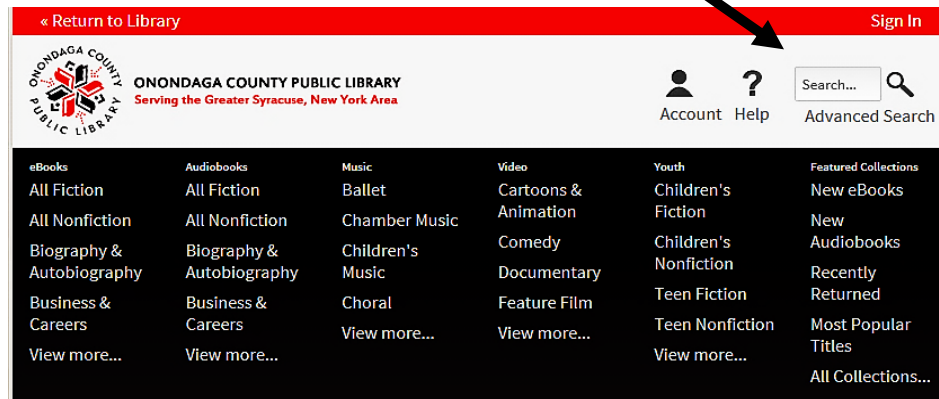 « Return to Library
Sign In
ONONDAGA COUNTY
PUBLIC LIBRARY
ONONDAGA COUNTY PUBLIC LIBRARY
Serving the Greater Syracuse, New York Area
Account
Help
Search...
Advanced Search
eBooks
All Fiction
All Nonfiction
Biography &
Autobiography
Business &
Careers
View more...
Audiobooks
All Fiction
All Nonfiction
Biography &
Autobiography
Business &
Careers
View more...
Music
Ballet
Chamber Music
Children's
Music
Choral
View more...
Video
Cartoons &
Animation
Comedy
Documentary
Feature Film
View more...
Youth
Children's
Fiction
Children's
Nonfiction
Teen Fiction
Teen Nonfiction
View more...
Featured Collections
New eBooks
New
Audiobooks
Recently
Returned
Most Popular
Titles
All Collections...